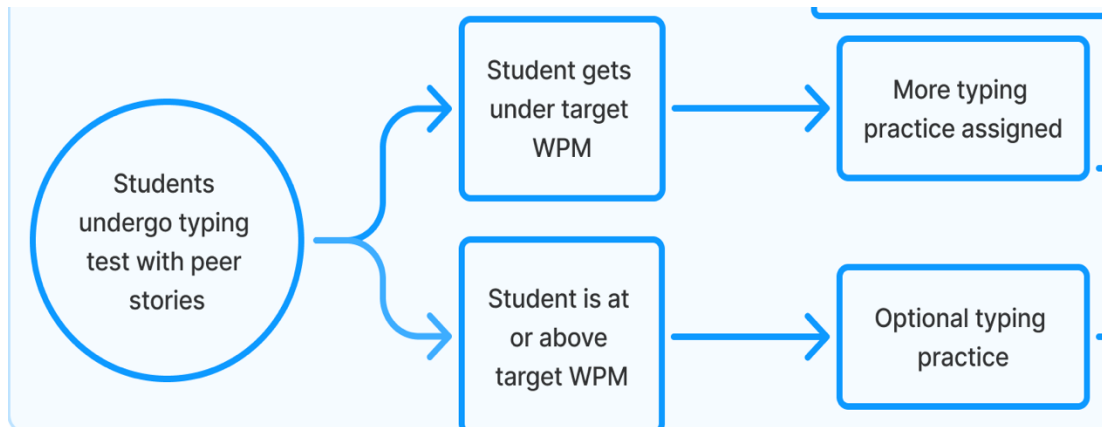 Students
undergo typing
test with peer
stories
Student gets
under target
WPM
More typing
practice assigned
Student is at
or above
target WPM
Optional typing
practice